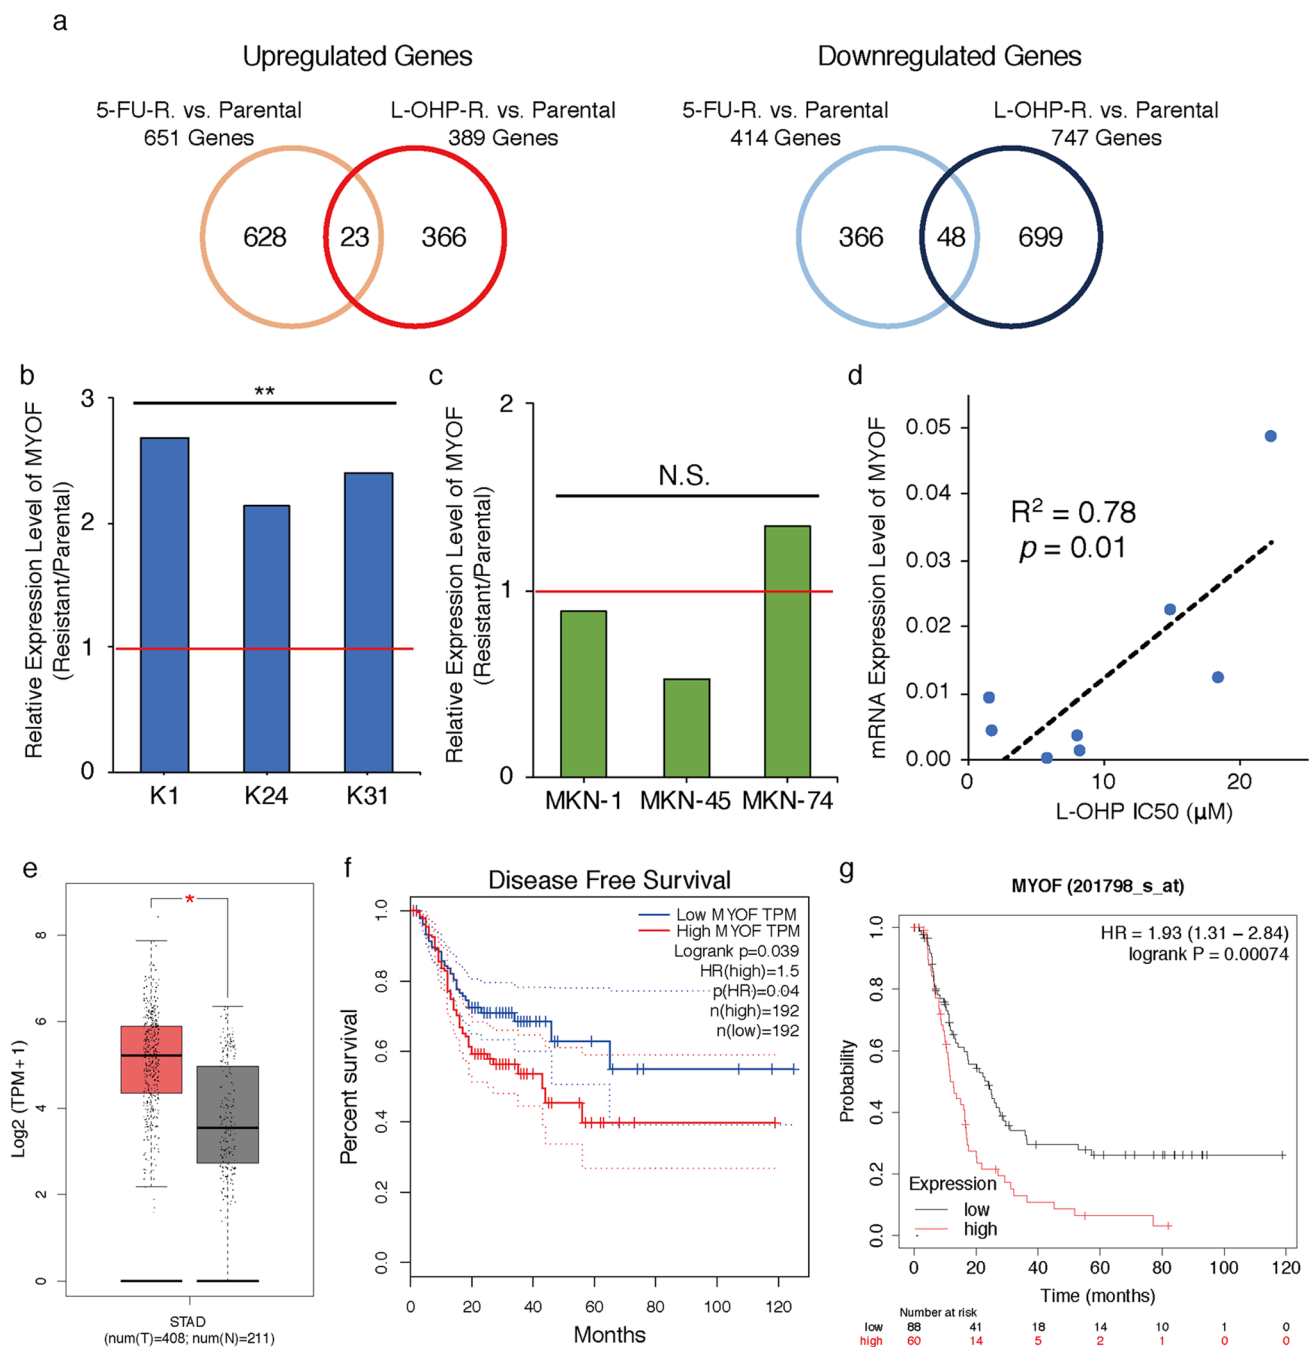 a
Upregulated Genes
Downregulated Genes
5-FU-R. vs. Parental
651 Genes
L-OHP-R. vs. Parental
389 Genes
5-FU-R. vs. Parental
414 Genes
L-OHP-R. vs. Parental
747 Genes
628
23
366
366
48
699
b
Relative Expression Level of MYOF
(Resistant/Parental)
3
2
1
0
**
K1
K24
K31
c
Relative Expression Level of MYOF
(Resistant/Parental)
2
1
0
N.S.
MKN-1
MKN-45
MKN-74
d
mRNA Expression Level of MYOF
0.05
0.04
0.03
0.02
0.01
0.00
R² = 0.78
p = 0.01
0
10
20
L-OHP IC50 (μM)
e
Log2 (TPM+ 1)
8
6
4
2
0
*
STAD
(num(T)=408; num(N)=211)
f
Disease Free Survival
Low MYOF TPM
High MYOF TPM
Logrank p=0.039
HR(high)=1.5
p(HR)=0.04
n(high)=192
n(low)=192
Percent survival
1.0
0.8
0.6
0.4
0.2
0.0
0
20
40
60
80
100
120
Months
g
MYOF (201798_s_at)
HR = 1.93 (1.31 − 2.84)
logrank P = 0.00074
Probability
1.0
0.8
0.6
0.4
0.2
0.0
Expression
low
high
0
20
40
60
80
100
120
Time (months)
Number at risk
low 88 41 18 14 10 1 0
high 60 14 5 2 1 0 0